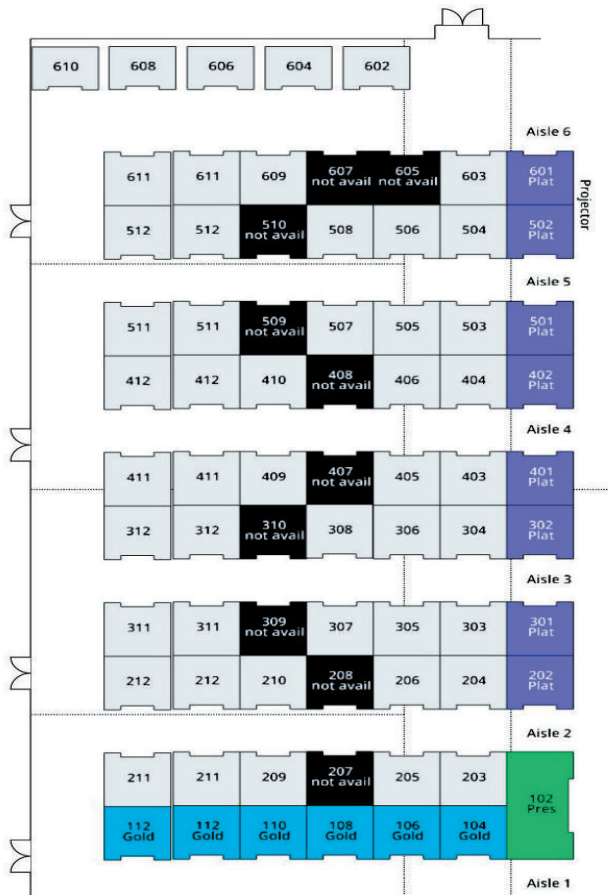 610 608 606 604 602
Aisle 6
611 611 609 607 605 603 601
not avail not avail Plat
Projector
512 512 510 508 506 504 502
not avail Plat
Aisle 5
511 511 509 507 505 503 501
not avail Plat
412 412 410 408 406 404 402
not avail Plat
Aisle 4
411 411 409 407 405 403 401
not avail Plat
312 312 310 308 306 304 302
not avail Plat
Aisle 3
311 311 309 307 305 303 301
not avail Plat
212 212 210 208 206 204 202
not avail Plat
Aisle 2
211 211 209 207 205 203
not avail
102
Pres
112 112 110 108 106 104
Gold Gold Gold Gold Gold Gold
Aisle 1